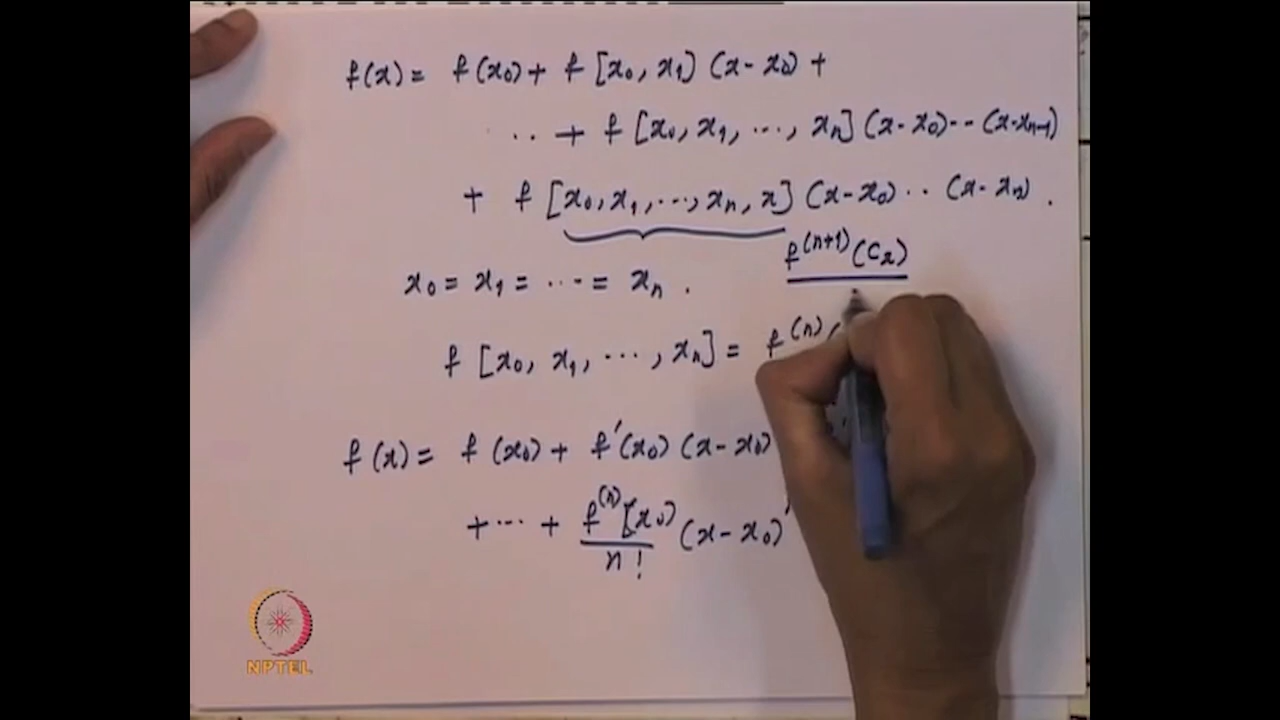 f(x) = f(x₀) + f [x₀, x₁] (x - x₀) +
·· + f [x₀, x₁, ···, xₙ] (x - x₀) ·· (x - xₙ₋₁)
+ f [x₀, x₁, ···, xₙ, x] (x - x₀) ·· (x - xₙ) .
f⁽ⁿ⁺¹⁾(cₓ)
x₀ = x₁ = ··· = xₙ .
f [x₀, x₁, ···, xₙ] = f⁽ⁿ⁾(
f(x) = f(x₀) + f'(x₀) (x - x₀)
+ ··· + f⁽ⁿ⁾[x₀)/n! (x - x₀)
NPTEL